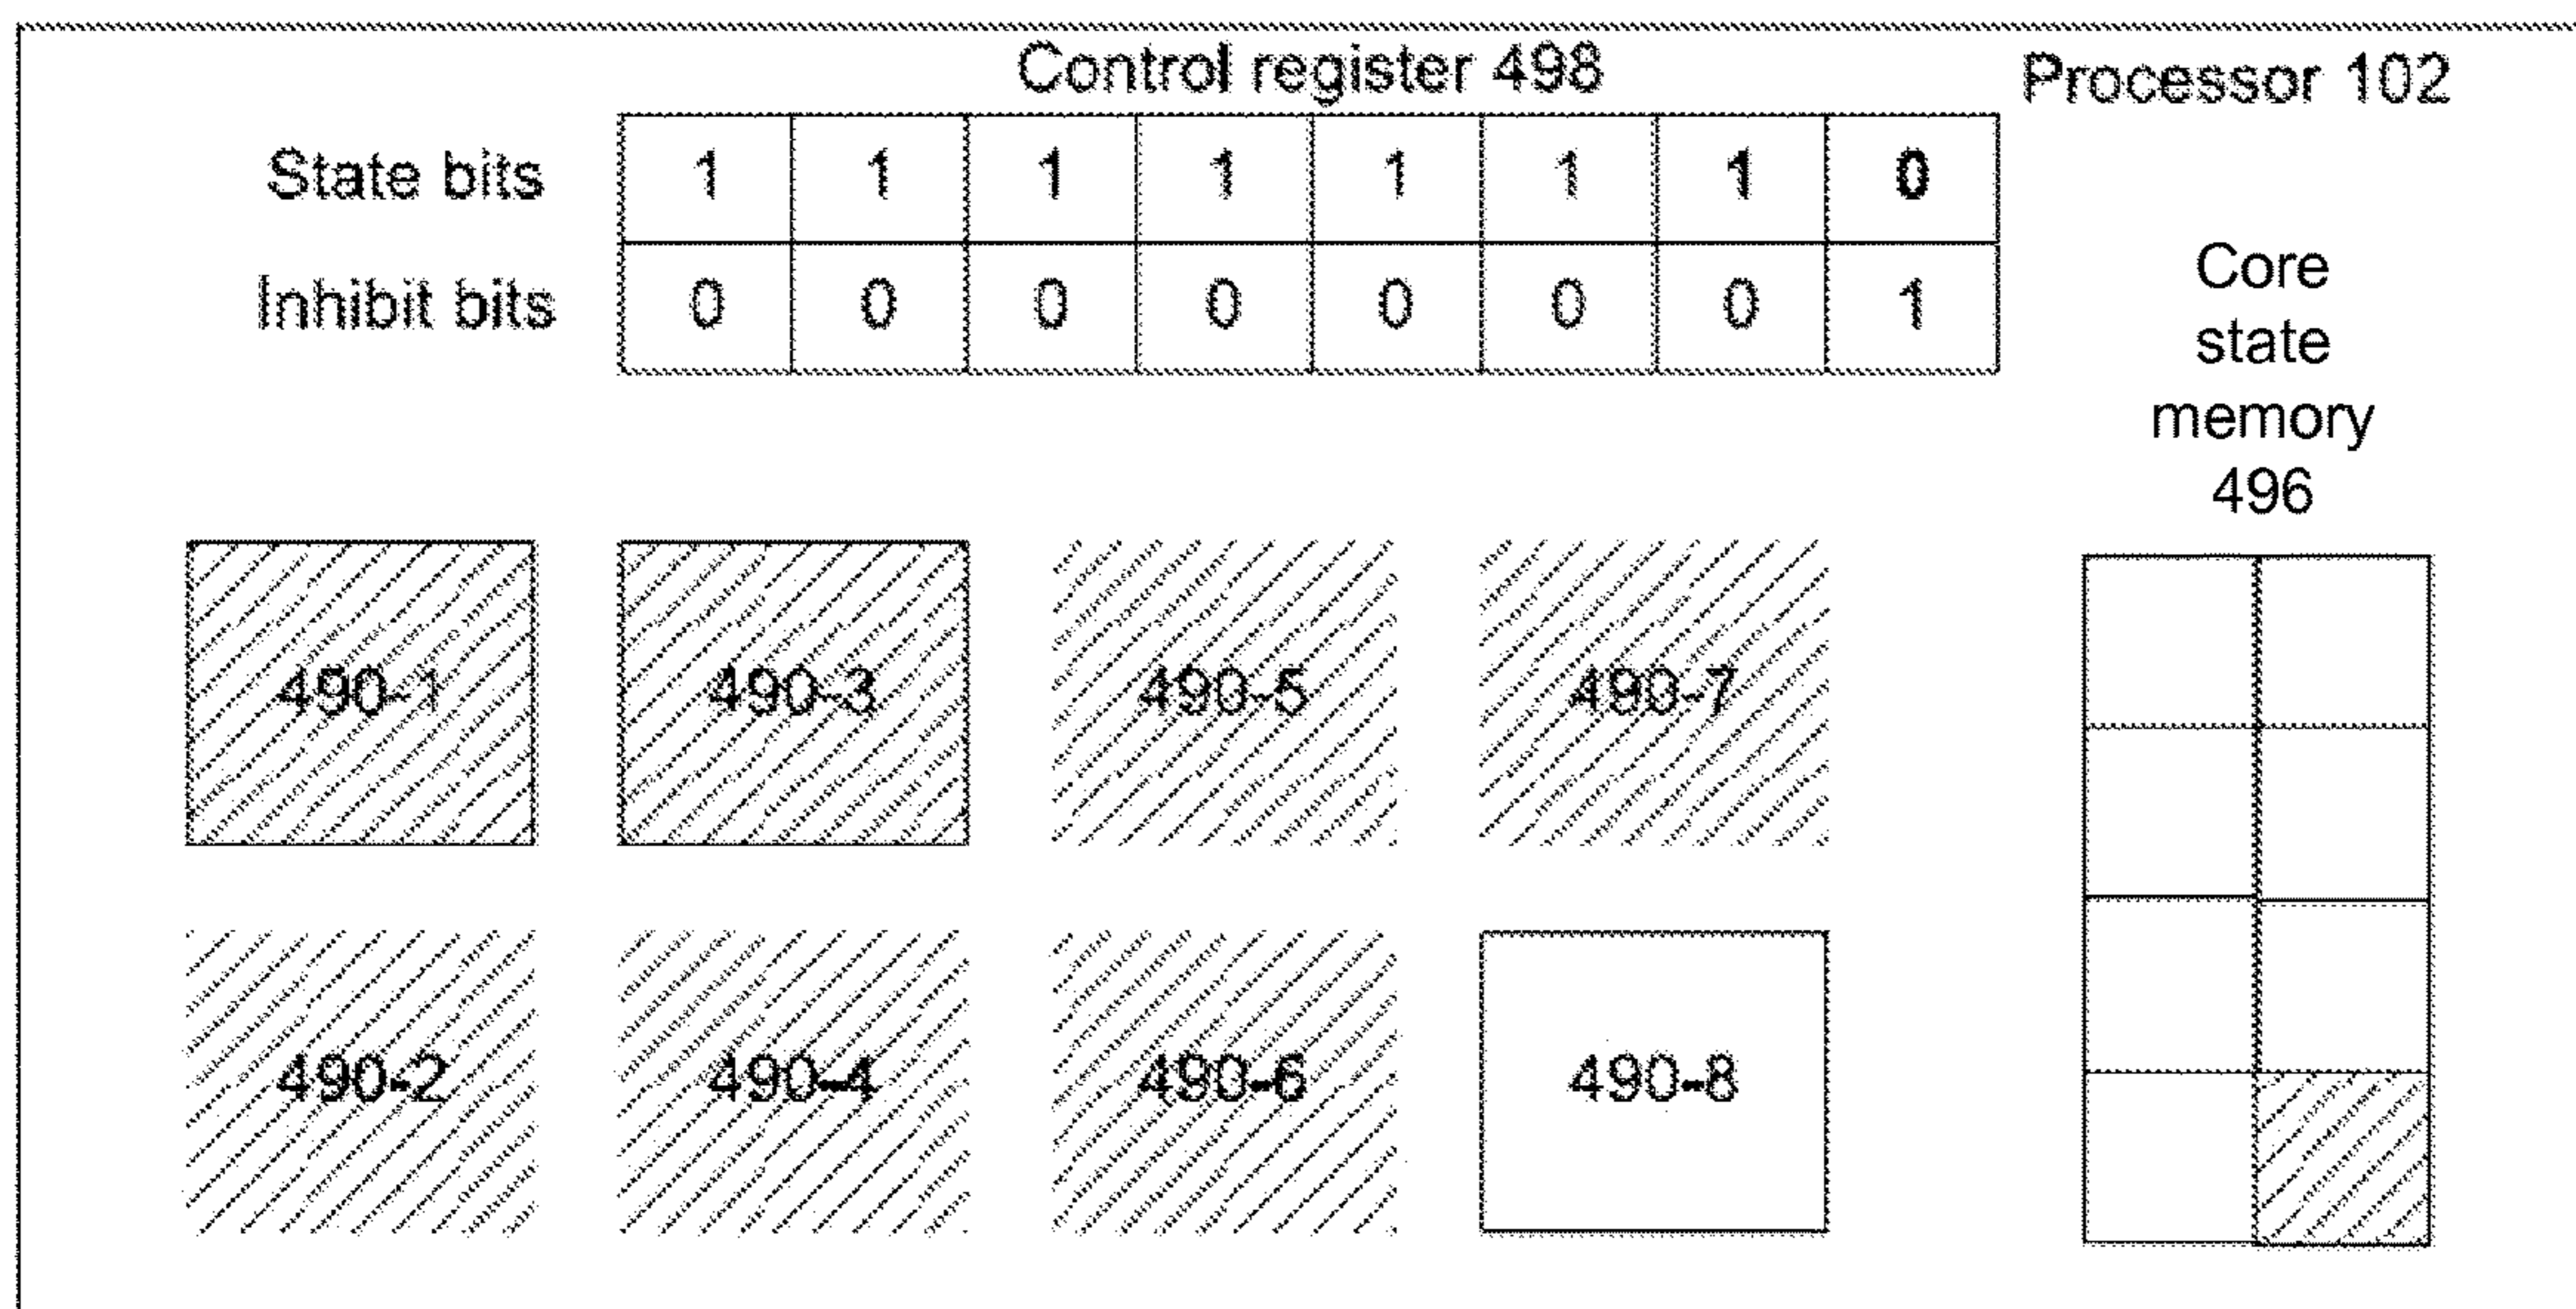 Control register 498
Processor 102
State bits 1 1 1 1 1 1 1 0
Inhibit bits 0 0 0 0 0 0 0 1
Core
state
memory
496
490-1 490-3 490-5 490-7
490-2 490-4 490-6 490-8